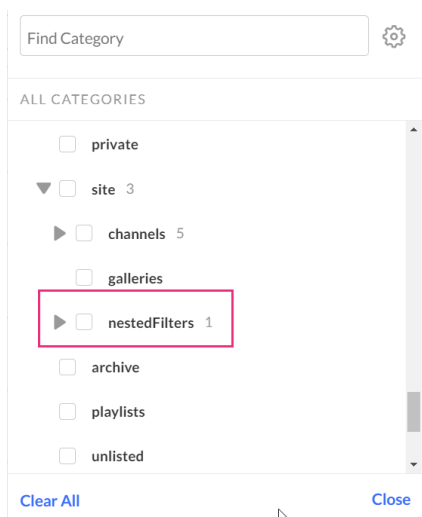 Find Category
ALL CATEGORIES
private
site 3
channels 5
galleries
nestedFilters 1
archive
playlists
unlisted
Clear All Close